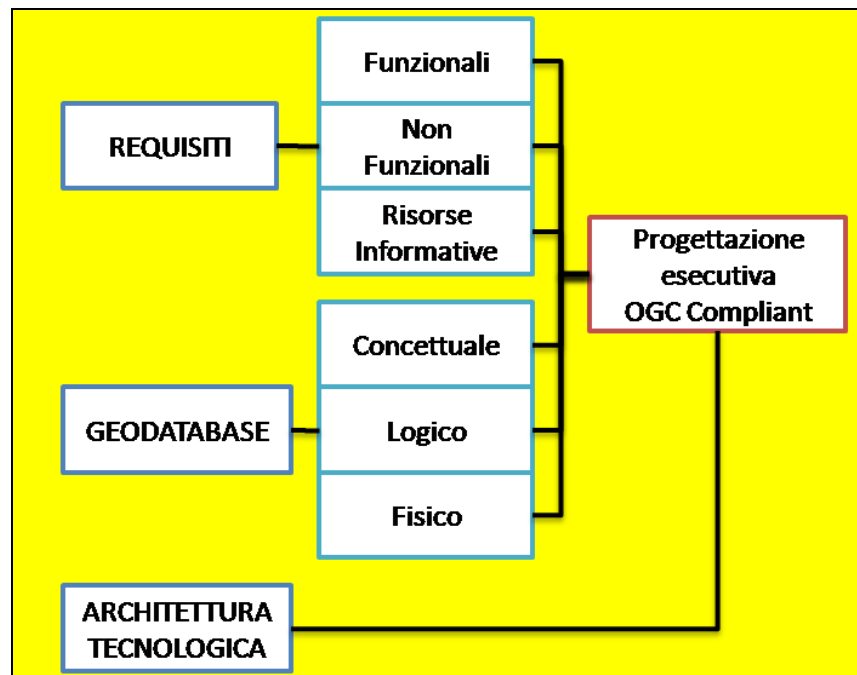 REQUISITI
Funzionali
Non
Funzionali
Risorse
Informative
GEODATABASE
Concettuale
Logico
Fisico
Progettazione
esecutiva
OGC Compliant
ARCHITETTURA
TECNOLOGICA